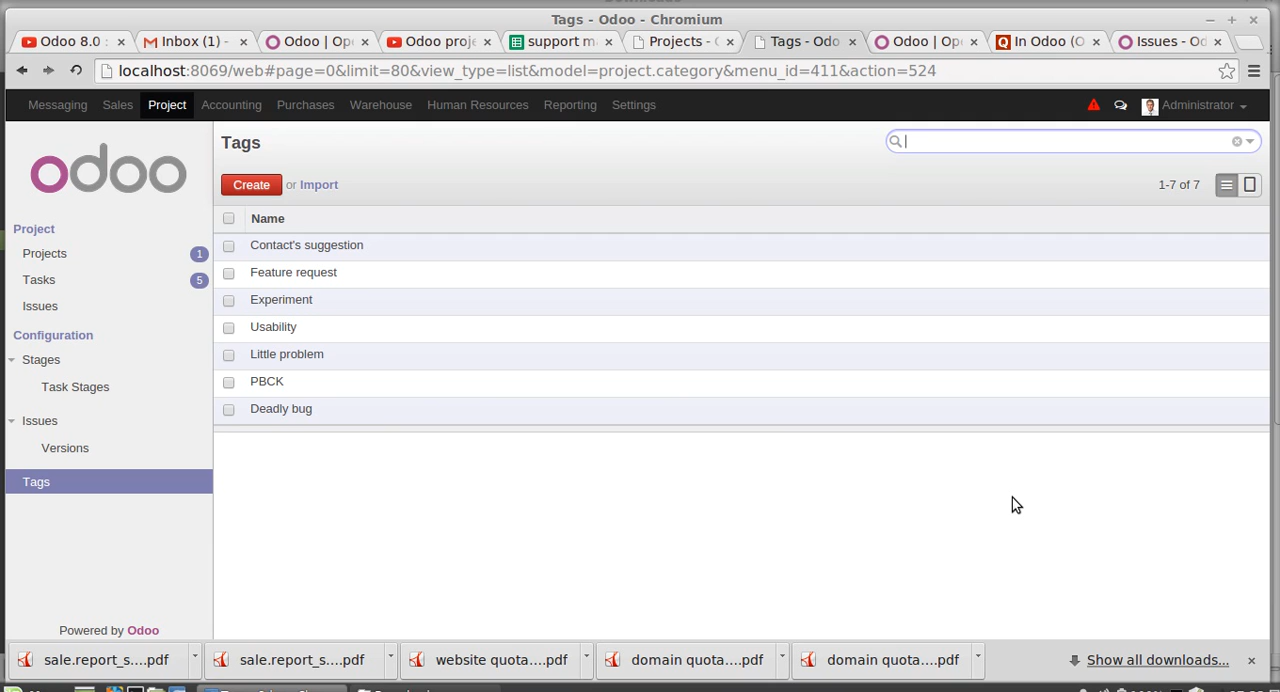 Tags - Odoo - Chromium
Odoo 8.0 :
Inbox (1) -
Odoo | Ope
Odoo proje
support m
Projects -
Tags - Odo
Odoo | Ope
In Odoo (O
Issues - Od
localhost:8069/web#page=0&limit=80&view_type=list&model=project.category&menu_id=411&action=524
Messaging Sales Project Accounting Purchases Warehouse Human Resources Reporting Settings Administrator
odoo
Tags
Create or Import
1-7 of 7
Project
Projects 1
Tasks 5
Issues
Configuration
Stages
Task Stages
Issues
Versions
Tags
Powered by Odoo
Name
Contact's suggestion
Feature request
Experiment
Usability
Little problem
PBCK
Deadly bug
sale.report_s....pdf
sale.report_s....pdf
website quota....pdf
domain quota....pdf
domain quota....pdf
Show all downloads...